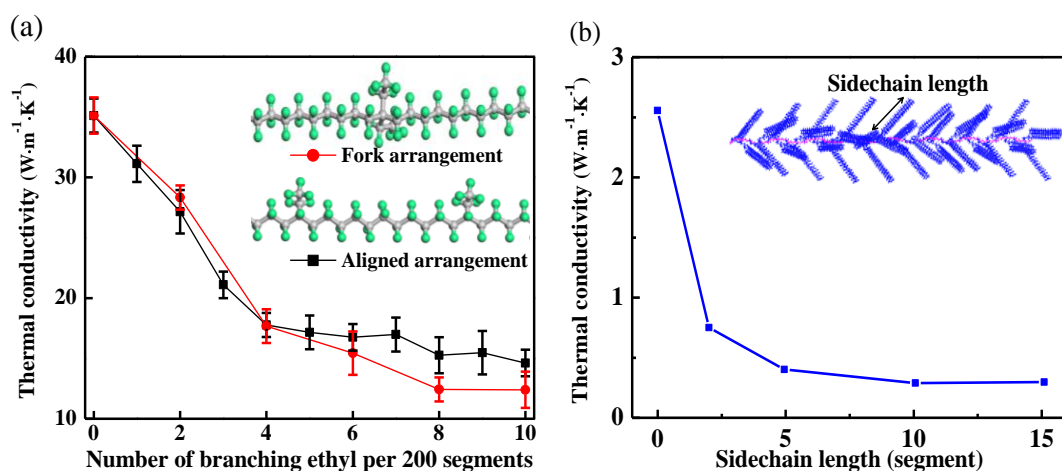 (a)
40
30
20
10
Thermal conductivity (W·m⁻¹·K⁻¹)
Fork arrangement
Aligned arrangement
0 2 4 6 8 10
Number of branching ethyl per 200 segments
(b)
3
2
1
0
Thermal conductivity (W·m⁻¹·K⁻¹)
Sidechain length
0 5 10 15
Sidechain length (segment)